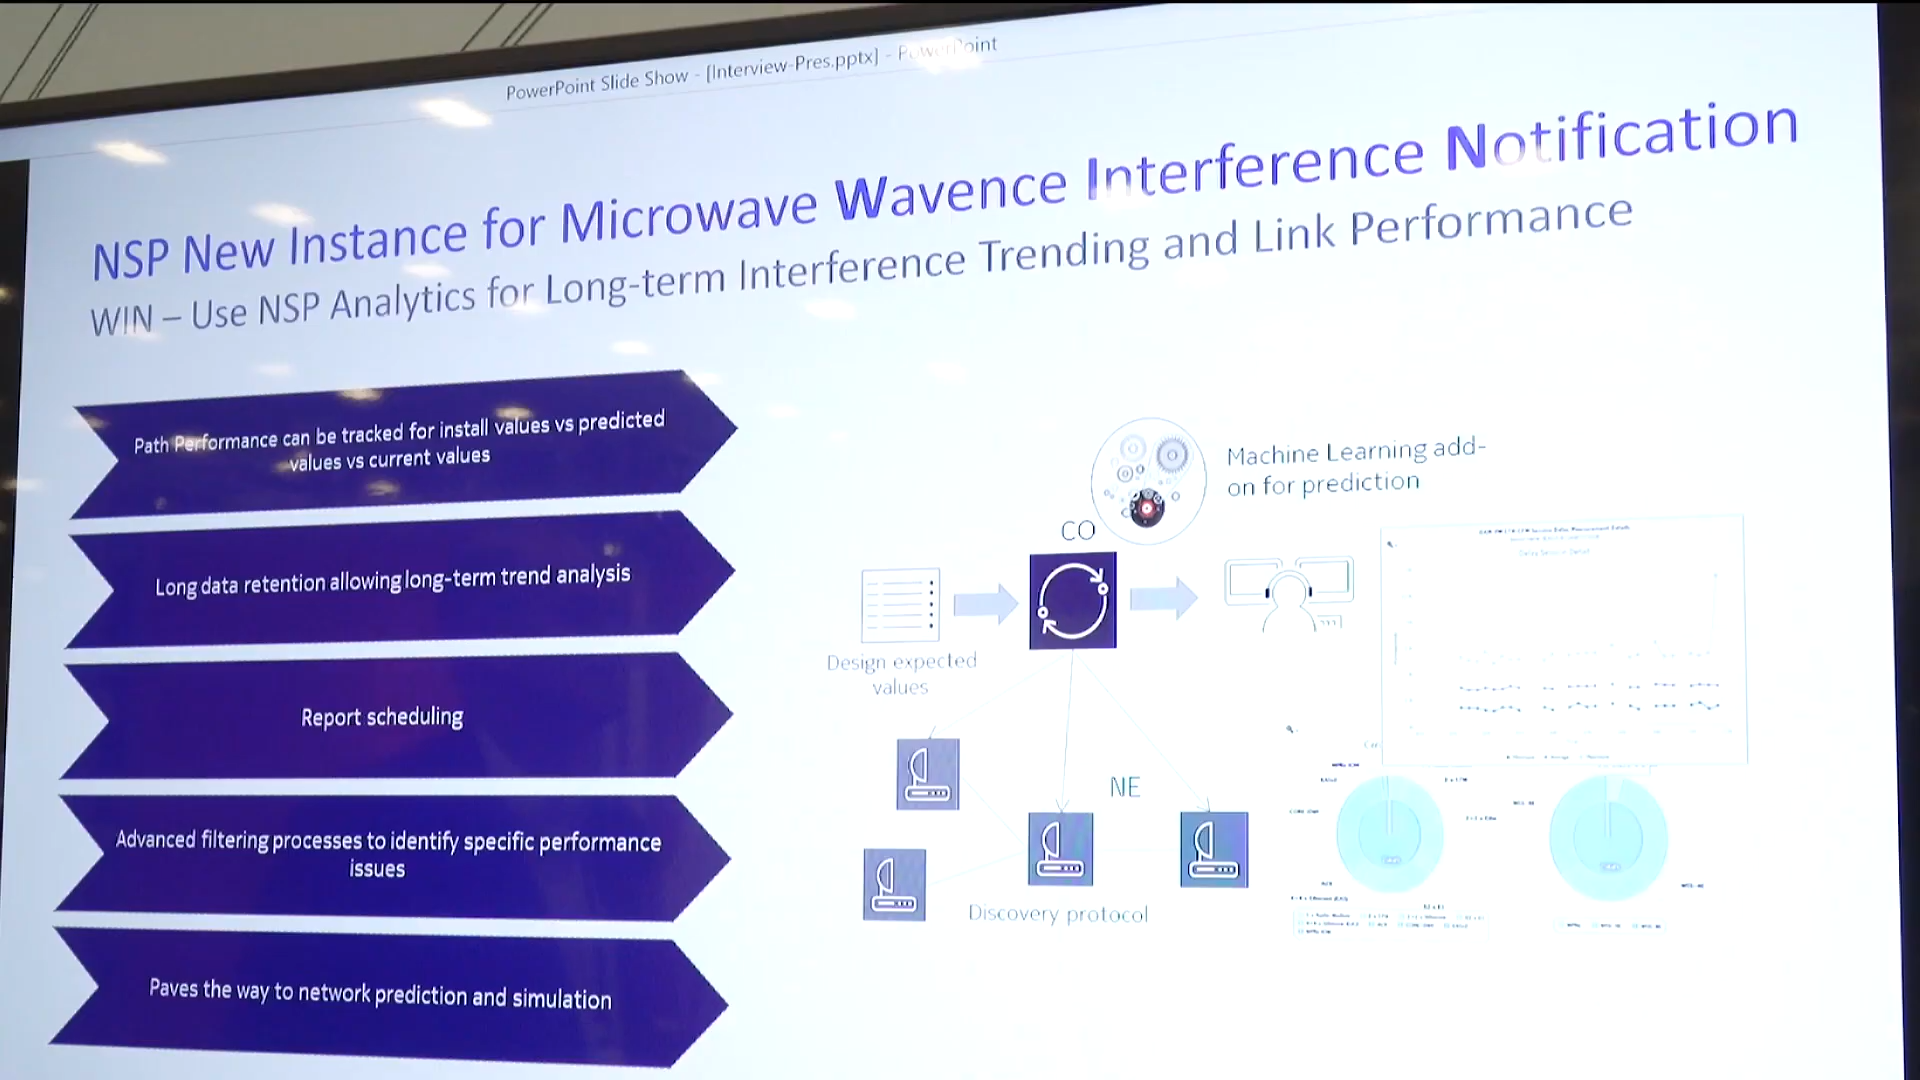 PowerPoint Slide Show - [Interview-Pres.pptx] - PowerPoint
NSP New Instance for Microwave Wavence Interference Notification
WIN – Use NSP Analytics for Long-term Interference Trending and Link Performance
Path Performance can be tracked for install values vs predicted
values vs current values
Long data retention allowing long-term trend analysis
Report scheduling
Advanced filtering processes to identify specific performance
issues
Paves the way to network prediction and simulation
Machine Learning add-
on for prediction
CO
Design expected
values
NE
Discovery protocol